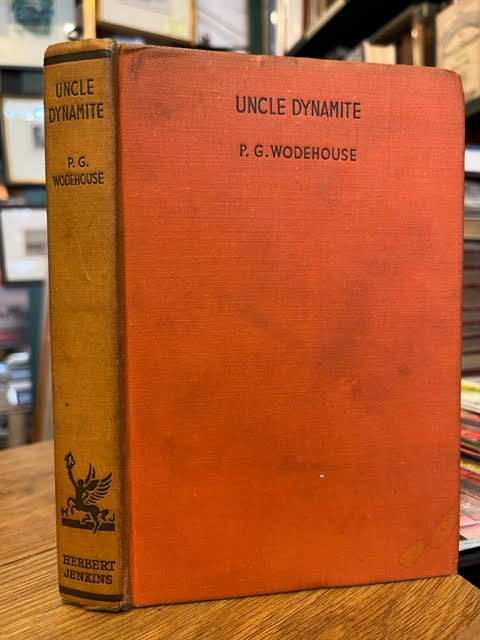 UNCLE
DYNAMITE
P. G.
WODEHOUSE
H J
HERBERT
JENKINS
UNCLE DYNAMITE
P. G. WODEHOUSE